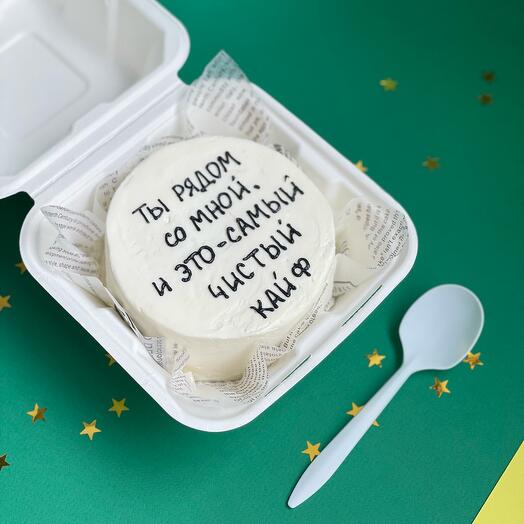 ТЫ РЯДОМ
СО МНОЙ.
И ЭТО-САМЫЙ
ЧИСТЫЙ
КАЙФ